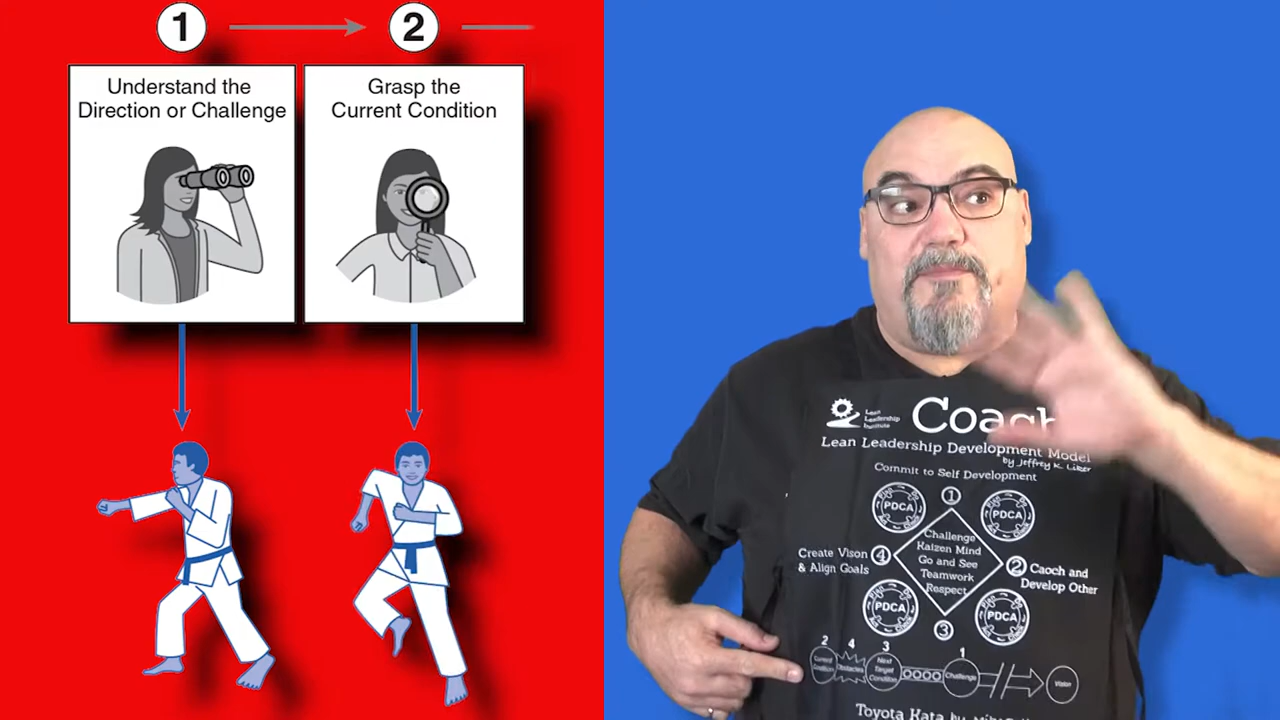 1
2
Understand the
Direction or Challenge
Grasp the
Current Condition
Lean
Leadership
Institute
Coach
Lean Leadership Development Model
by Jeffrey K. Liker
Commit to Self Development
1
PDCA
PDCA
Challenge
Kaizen Mind
Go and See
Teamwork
Respect
Create Vison
& Align Goals
4
2
Caoch and
Develop Other
PDCA
PDCA
3
2
4
3
1
Current
Condition
Obstacles
Next
Target
Condition
Challenge
Vision
Toyota Kata by